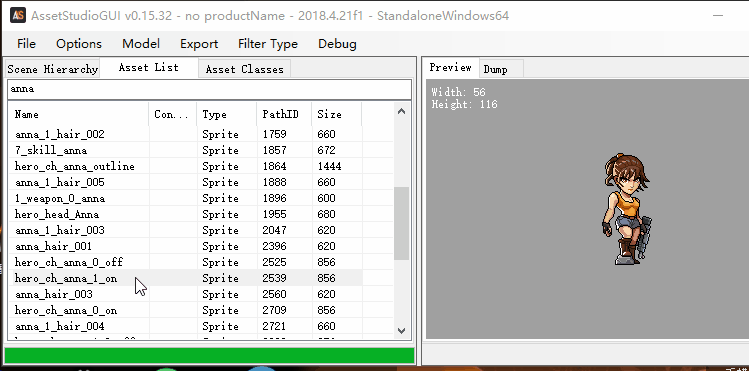 AS AssetStudioGUI v0.15.32 - no productName - 2018.4.21f1 - StandaloneWindows64
File Options Model Export Filter Type Debug
Scene Hierarchy Asset List Asset Classes Preview Dump
anna
Width: 56
Height: 116
Name Con... Type PathID Size
anna_1_hair_002 Sprite 1759 660
7_skill_anna Sprite 1857 672
hero_ch_anna_outline Sprite 1864 1444
anna_1_hair_005 Sprite 1888 660
1_weapon_0_anna Sprite 1896 600
hero_head_Anna Sprite 1955 680
anna_1_hair_003 Sprite 2047 620
anna_hair_001 Sprite 2396 620
hero_ch_anna_0_off Sprite 2525 856
hero_ch_anna_1_on Sprite 2539 856
anna_hair_003 Sprite 2560 620
hero_ch_anna_0_on Sprite 2709 856
anna_1_hair_004 Sprite 2721 660